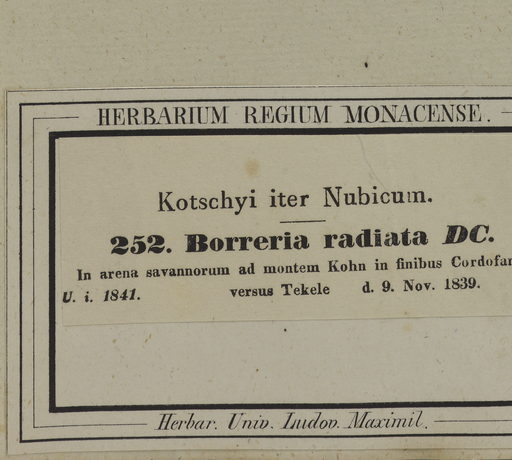 HERBARIUM REGIUM MONACENSE.
Kotschyi iter Nubicum.
252. Borreria radiata DC.
In arena savannorum ad montem Kohn in finibus Cordofan
U. i. 1841. versus Tekele d. 9. Nov. 1839.
Herbar. Univ. Ludov. Maximil.